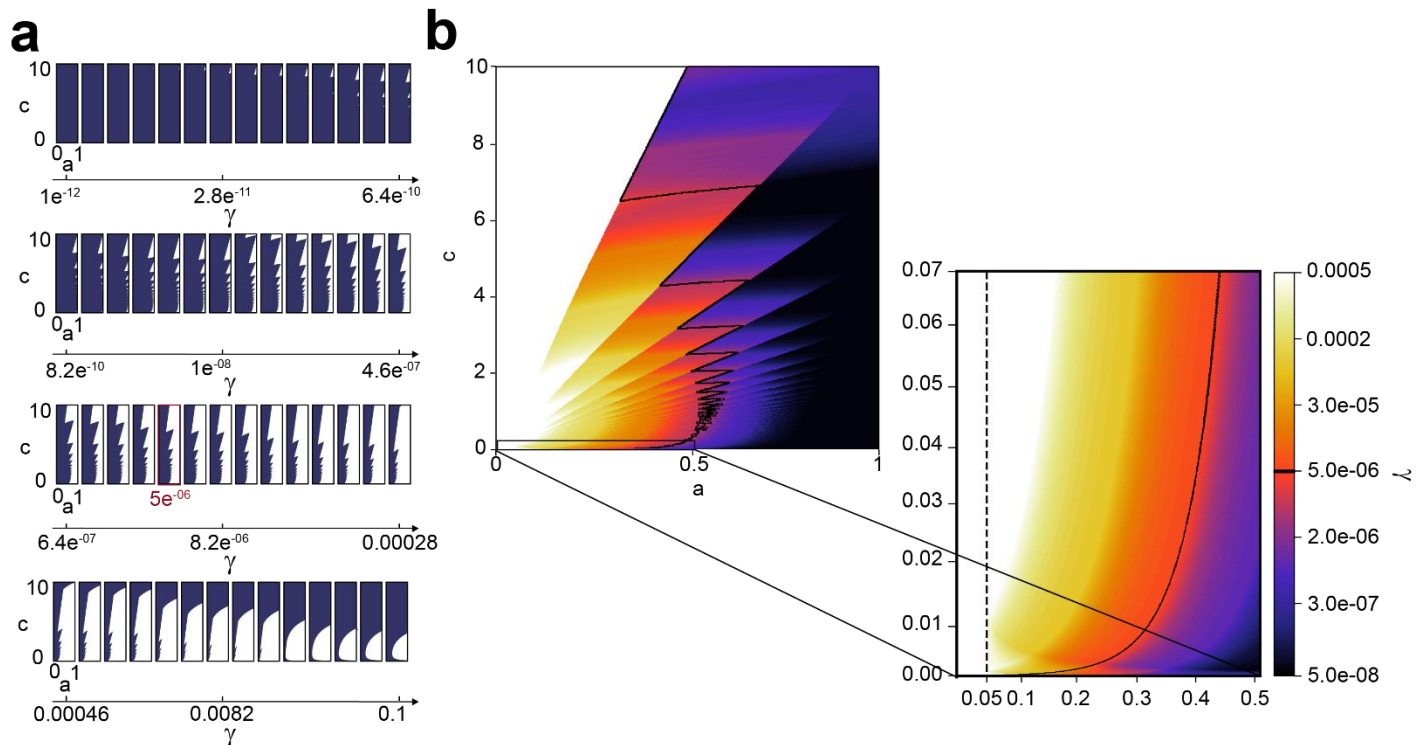 a
10
c
0
0 a 1
1e-12 2.8e-11 6.4e-10
γ
10
c
0
0 a 1
8.2e-10 1e-08 4.6e-07
γ
10
c
0
0 a 1
5e-06
6.4e-07 8.2e-06 0.00028
γ
10
c
0
0 1
a
0.00046 0.0082 0.1
γ
b
10
8
6
c
4
2
0
0 0.5 1
a
0.07
0.06
0.05
0.04
0.03
0.02
0.01
0.00
0.05 0.1 0.2 0.3 0.4 0.5
0.0005
0.0002
3.0e-05
5.0e-06
γ
2.0e-06
3.0e-07
5.0e-08